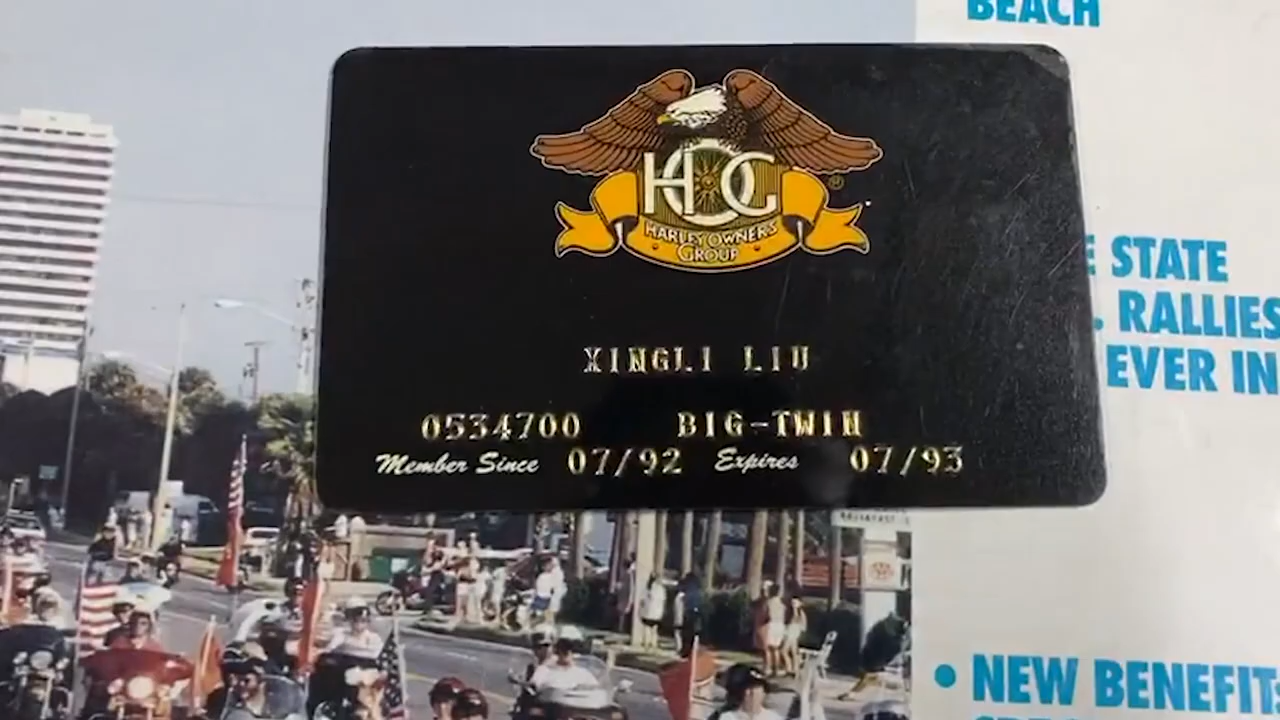 BEACH
HOG
®
HARLEY OWNERS
GROUP
STATE
RALLIES
EVER IN
XINGLI LIU
0534700 BIG-TWIN
Member Since 07/92 Expires 07/93
• NEW BENEFIT